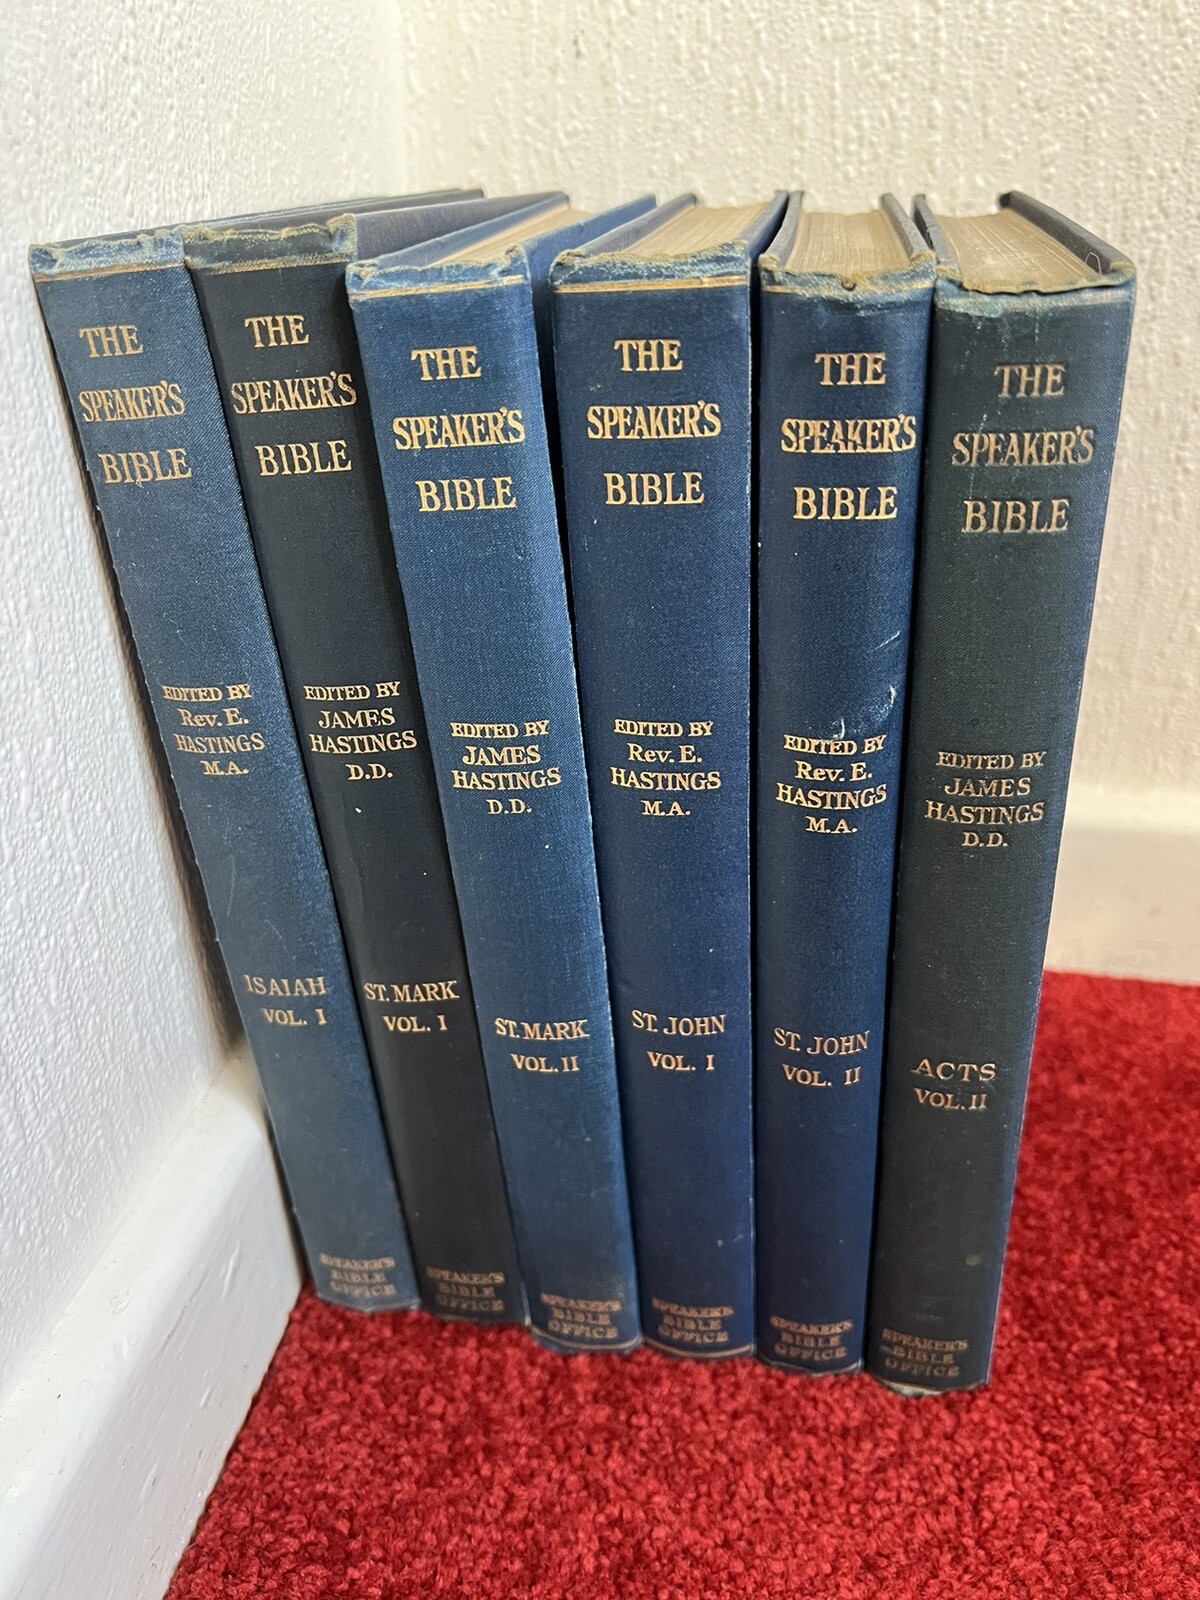 THE
SPEAKER'S
BIBLE
EDITED BY
Rev. E.
HASTINGS
M.A.
ISAIAH
VOL. I
SPEAKER'S
BIBLE
OFFICE
THE
SPEAKER'S
BIBLE
EDITED BY
JAMES
HASTINGS
D.D.
ST. MARK
VOL. I
SPEAKER'S
BIBLE
OFFICE
THE
SPEAKER'S
BIBLE
EDITED BY
JAMES
HASTINGS
D.D.
ST. MARK
VOL. II
SPEAKER'S
BIBLE
OFFICE
THE
SPEAKER'S
BIBLE
EDITED BY
Rev. E.
HASTINGS
M.A.
ST. JOHN
VOL. I
SPEAKER'S
BIBLE
OFFICE
THE
SPEAKER'S
BIBLE
EDITED BY
Rev. E.
HASTINGS
M.A.
ST. JOHN
VOL. II
SPEAKER'S
BIBLE
OFFICE
THE
SPEAKER'S
BIBLE
EDITED BY
JAMES
HASTINGS
D.D.
ACTS
VOL. II
SPEAKER'S
BIBLE
OFFICE